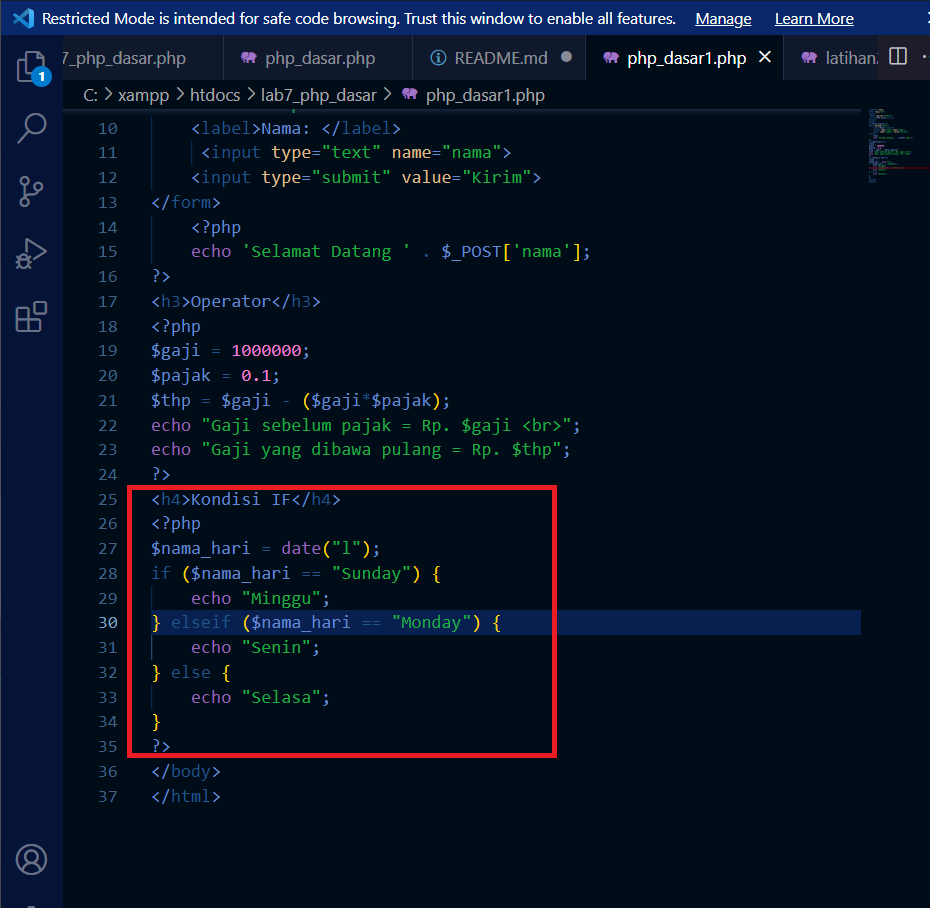 Restricted Mode is intended for safe code browsing. Trust this window to enable all features. Manage Learn More
7_php_dasar.php php_dasar.php README.md php_dasar1.php latihan
1
C: > xampp > htdocs > lab7_php_dasar > php_dasar1.php
10 <label>Nama: </label>
11 <input type="text" name="nama">
12 <input type="submit" value="Kirim">
13 </form>
14 <?php
15 echo 'Selamat Datang ' . $_POST['nama'];
16 ?>
17 <h3>Operator</h3>
18 <?php
19 $gaji = 1000000;
20 $pajak = 0.1;
21 $thp = $gaji - ($gaji*$pajak);
22 echo "Gaji sebelum pajak = Rp. $gaji <br>";
23 echo "Gaji yang dibawa pulang = Rp. $thp";
24 ?>
25 <h4>Kondisi IF</h4>
26 <?php
27 $nama_hari = date("l");
28 if ($nama_hari == "Sunday") {
29 echo "Minggu";
30 } elseif ($nama_hari == "Monday") {
31 echo "Senin";
32 } else {
33 echo "Selasa";
34 }
35 ?>
36 </body>
37 </html>